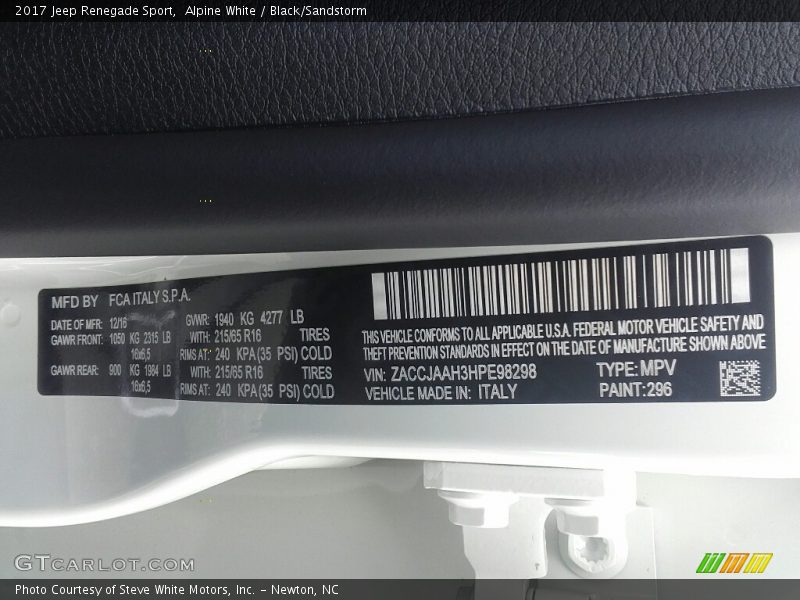 2017 Jeep Renegade Sport,  Alpine White / Black/Sandstorm
MFD BY FCA ITALY S.P.A.
DATE OF MFR: 12/16 GVWR: 1940 KG 4277 LB
GAWR FRONT: 1050 KG 2315 LB WITH: 215/65 R16 TIRES
16x6,5 RIMS AT: 240 KPA (35 PSI) COLD
GAWR REAR: 900 KG 1984 LB WITH: 215/65 R16 TIRES
16x6,5 RIMS AT: 240 KPA (35 PSI) COLD
THIS VEHICLE CONFORMS TO ALL APPLICABLE U.S.A. FEDERAL MOTOR VEHICLE SAFETY AND
THEFT PREVENTION STANDARDS IN EFFECT ON THE DATE OF MANUFACTURE SHOWN ABOVE
VIN: ZACCJAAH3HPE98298 TYPE: MPV
VEHICLE MADE IN: ITALY PAINT: 296
GTCARLOT.COM
Photo Courtesy of Steve White Motors, Inc. – Newton, NC